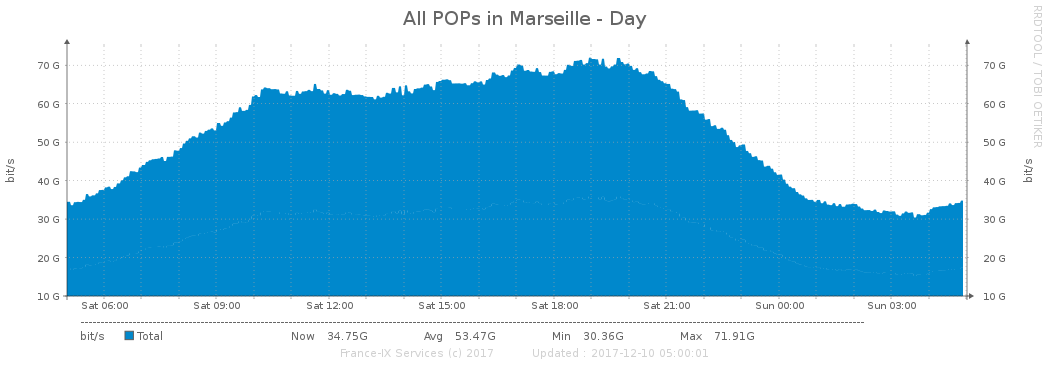 All POPs in Marseille - Day
RRDTOOL / TOBI OETIKER
bit/s
70 G 70 G
60 G 60 G
50 G 50 G
40 G 40 G
30 G 30 G
20 G 20 G
10 G 10 G
bit/s
Sat 06:00 Sat 09:00 Sat 12:00 Sat 15:00 Sat 18:00 Sat 21:00 Sun 00:00 Sun 03:00
bit/s Total Now 34.75G Avg 53.47G Min 30.36G Max 71.91G
France-IX Services (c) 2017 Updated : 2017-12-10 05:00:01